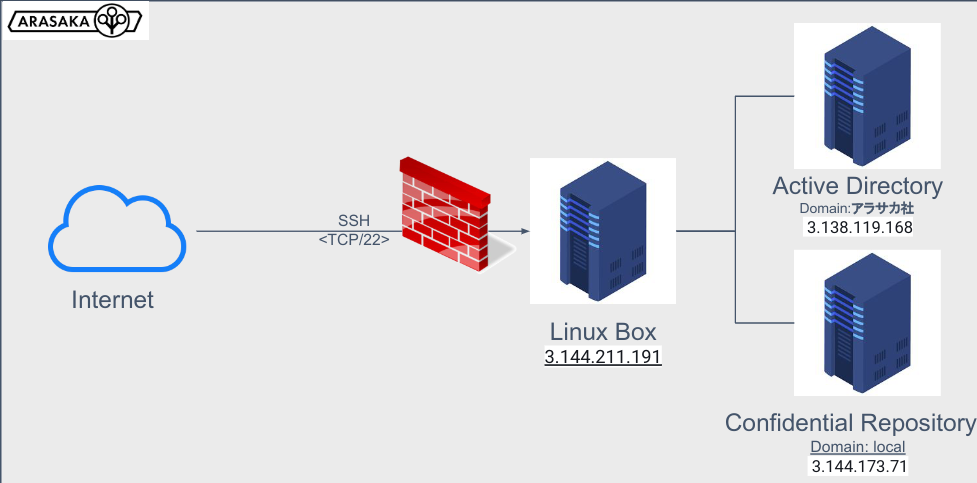 ARASAKA
SSH
<TCP/22>
Internet
Linux Box
3.144.211.191
Active Directory
Domain:アラサカ社
3.138.119.168
Confidential Repository
Domain: local
3.144.173.71